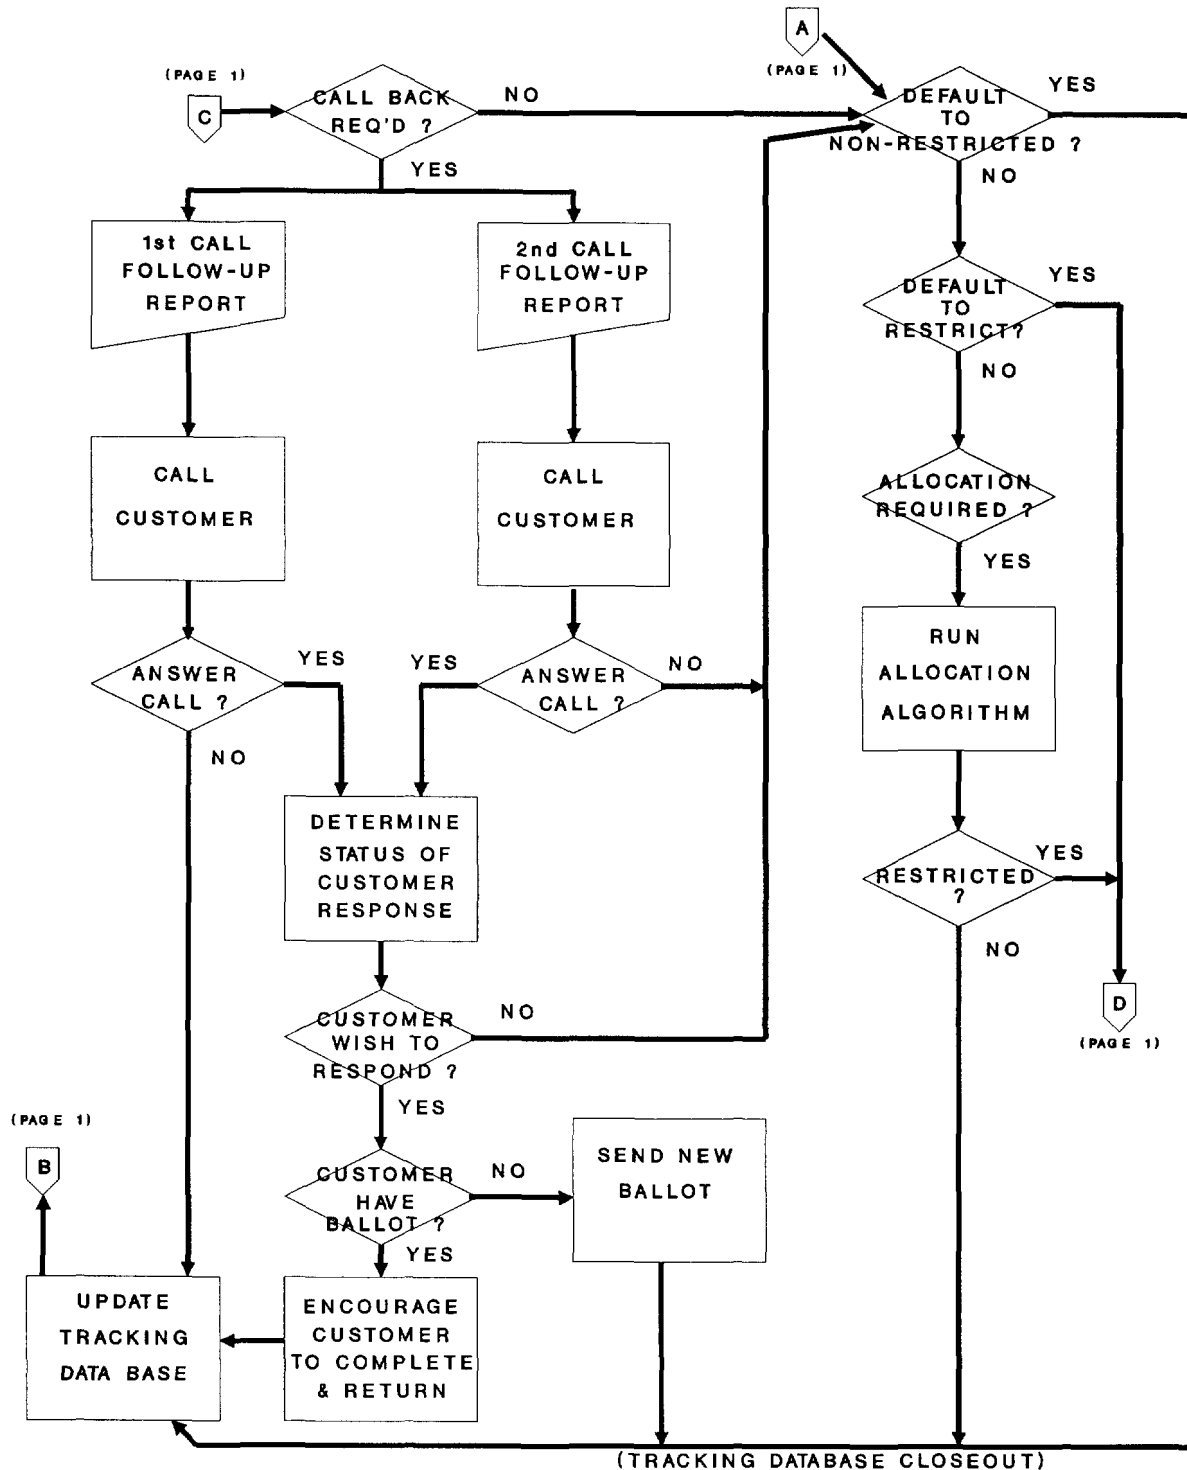 A
(PAGE 1)
(PAGE 1)
C
CALL BACK
REQ'D ?
NO
YES
DEFAULT
TO
NON-RESTRICTED ?
YES
NO
1st CALL
FOLLOW-UP
REPORT
2nd CALL
FOLLOW-UP
REPORT
DEFAULT
TO
RESTRICT?
YES
NO
CALL
CUSTOMER
CALL
CUSTOMER
ALLOCATION
REQUIRED ?
YES
RUN
ALLOCATION
ALGORITHM
ANSWER
CALL ?
YES
NO
YES
ANSWER
CALL ?
NO
DETERMINE
STATUS OF
CUSTOMER
RESPONSE
RESTRICTED
?
YES
NO
D
(PAGE 1)
CUSTOMER
WISH TO
RESPOND ?
NO
YES
(PAGE 1)
B
CUSTOMER
HAVE
BALLOT ?
NO
YES
SEND NEW
BALLOT
UPDATE
TRACKING
DATA BASE
ENCOURAGE
CUSTOMER
TO COMPLETE
& RETURN
(TRACKING DATABASE CLOSEOUT)